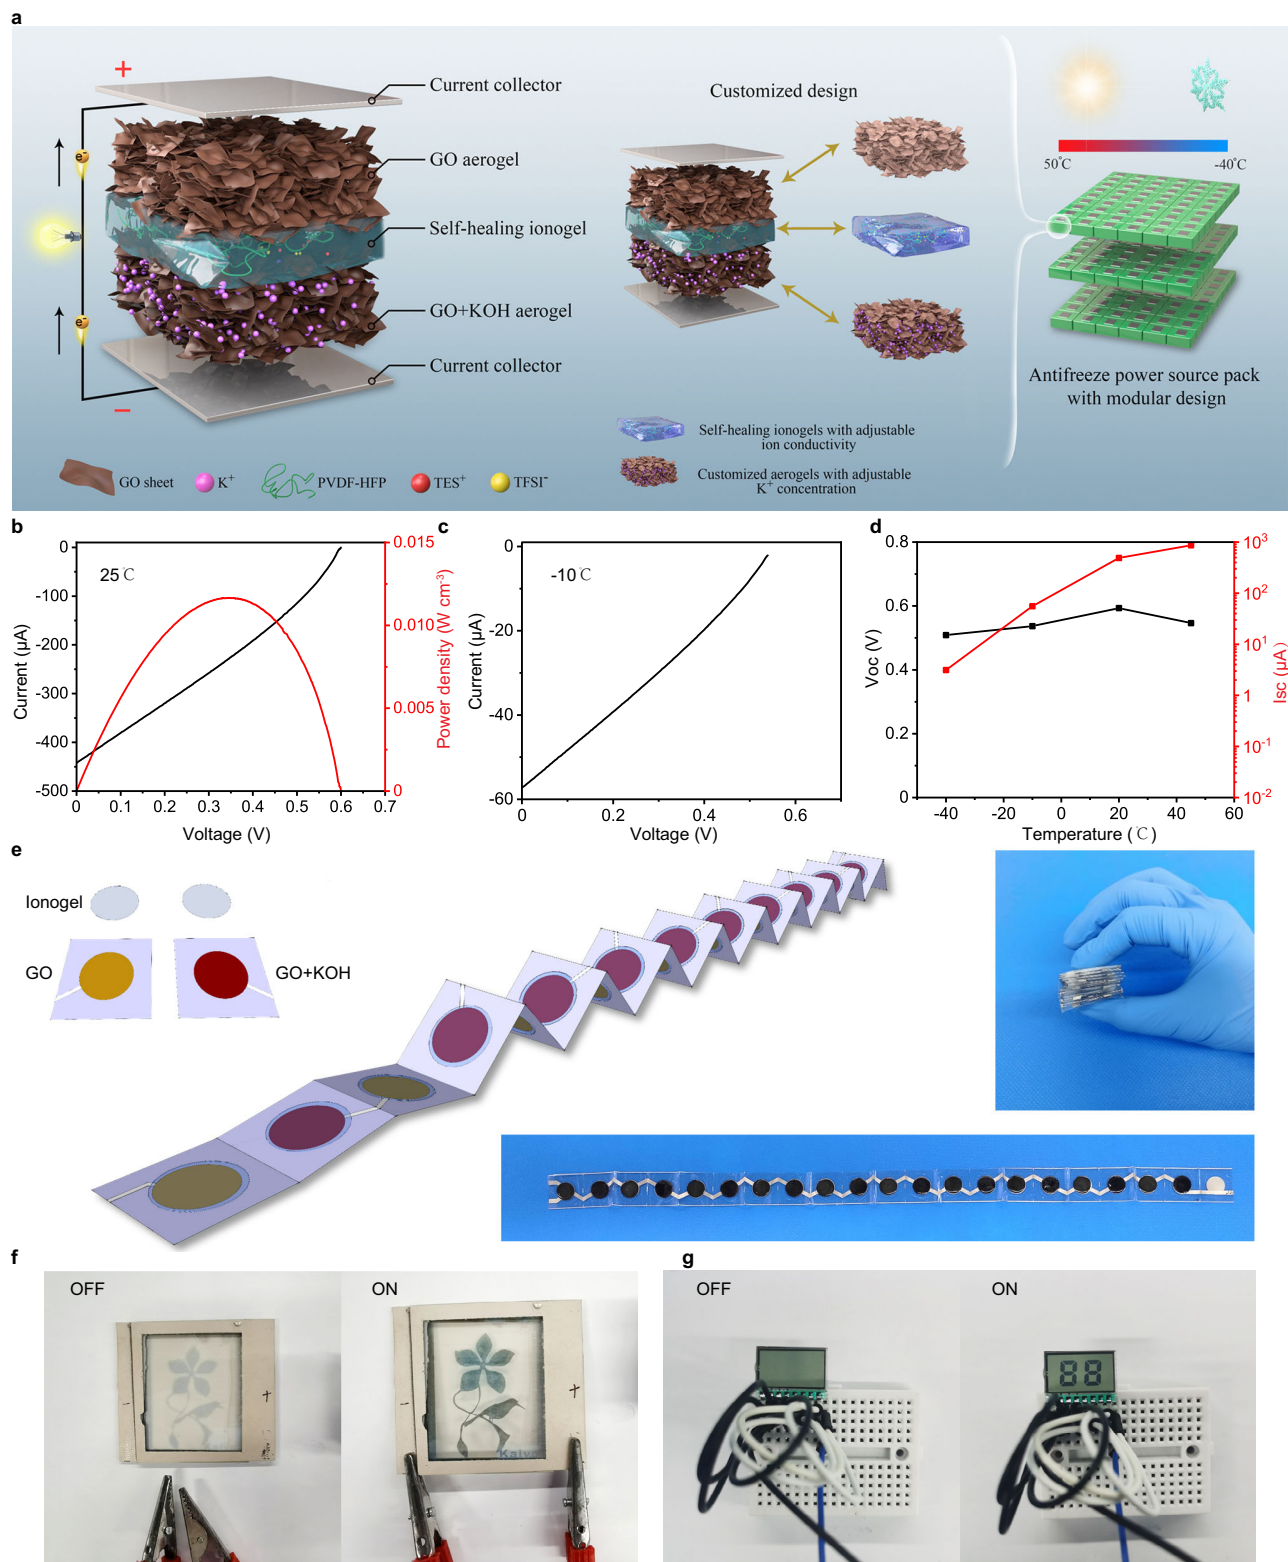 a
+
Current collector
GO aerogel
Self-healing ionogel
GO+KOH aerogel
Current collector
e⁻
e⁻
−
GO sheet
K⁺
PVDF-HFP
TES⁺
TFSI⁻
Customized design
Self-healing ionogels with adjustable
ion conductivity
Customized aerogels with adjustable
K⁺ concentration
50℃
-40℃
Antifreeze power source pack
with modular design
b
25℃
0
-100
-200
-300
-400
-500
Current (μA)
0
0.1
0.2
0.3
0.4
0.5
0.6
0.7
Voltage (V)
0.015
0.010
0.005
0
Power density (W cm⁻³)
c
-10℃
0
-20
-40
-60
Current (μA)
0
0.2
0.4
0.6
Voltage (V)
d
0.8
0.6
0.4
0.2
0
Voc (V)
-40
-20
0
20
40
60
Temperature (℃)
10³
10²
10¹
1
10⁻¹
10⁻²
Isc (μA)
e
Ionogel
GO
GO+KOH
f
OFF
+
ON
+
Kaiyn
g
OFF
ON
88